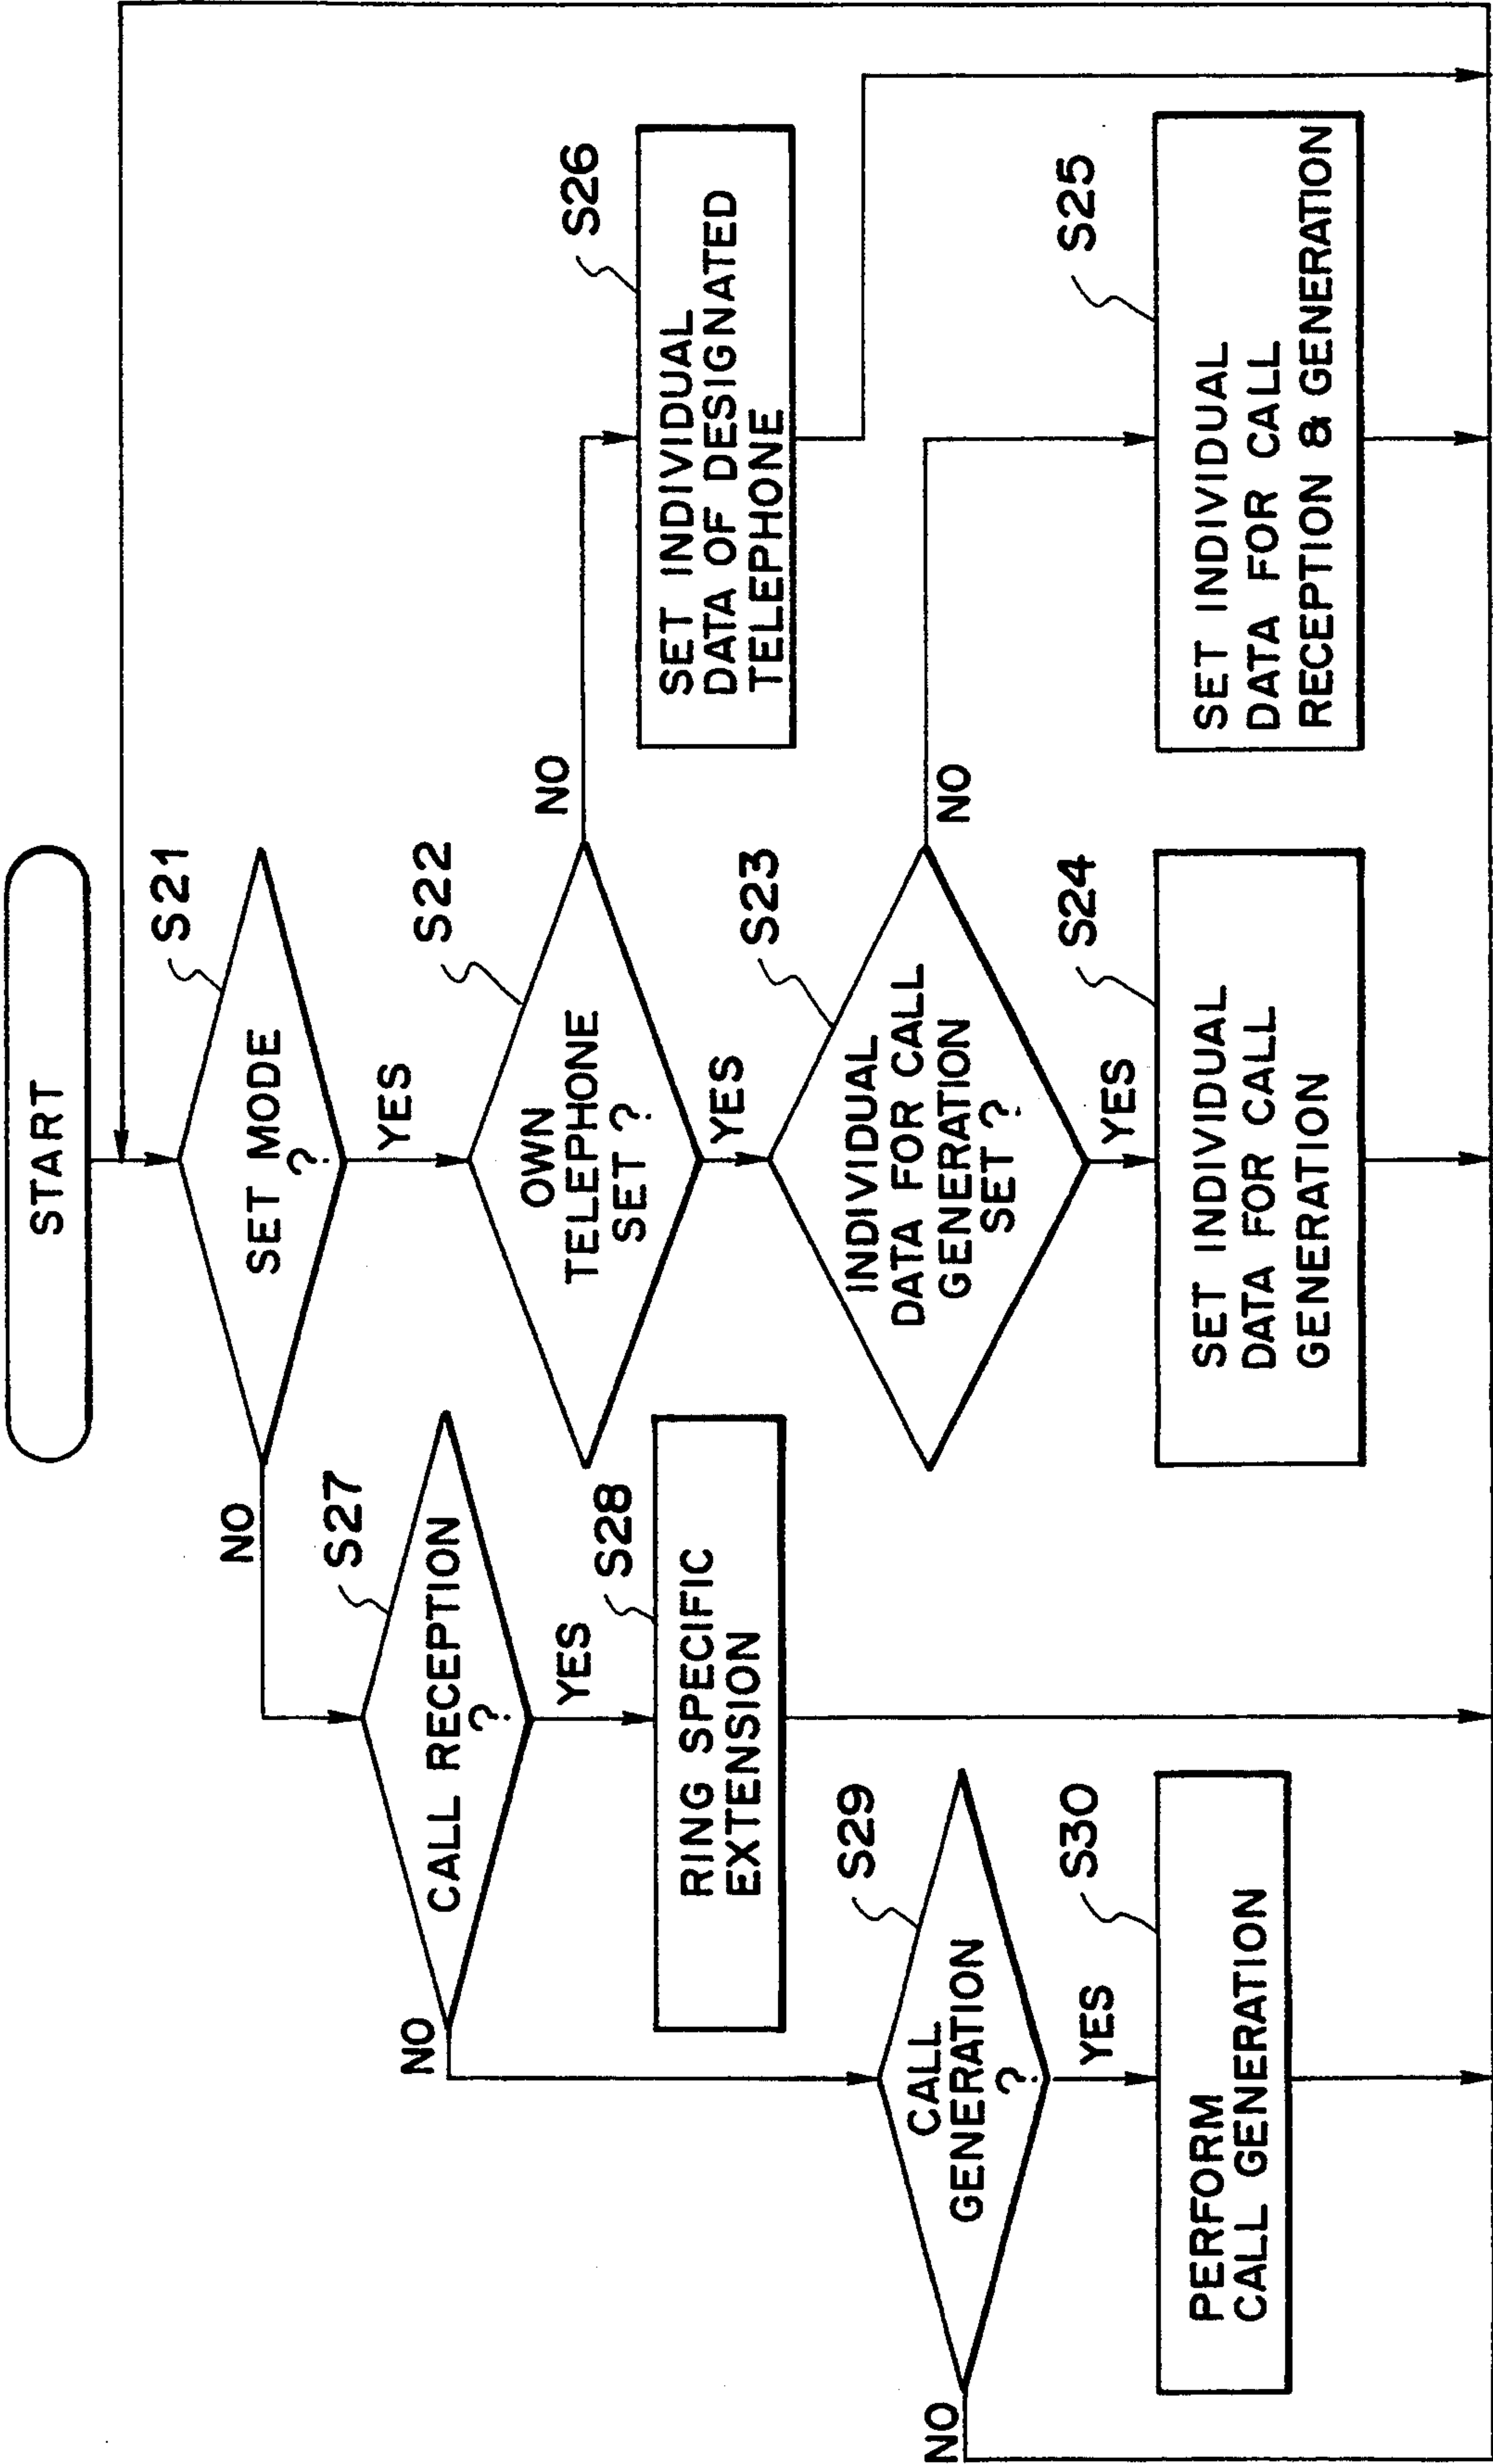 START
S21
SET MODE
?
NO
YES
S27
CALL RECEPTION
?
NO
YES
S22
OWN
TELEPHONE
SET ?
NO
YES
S26
SET INDIVIDUAL
DATA OF DESIGNATED
TELEPHONE
S28
RING SPECIFIC
EXTENSION
S23
INDIVIDUAL
DATA FOR CALL
GENERATION
SET ?
NO
YES
S29
CALL
GENERATION
?
NO
YES
S30
PERFORM
CALL GENERATION
S24
SET INDIVIDUAL
DATA FOR CALL
GENERATION
S25
SET INDIVIDUAL
DATA FOR CALL
RECEPTION & GENERATION